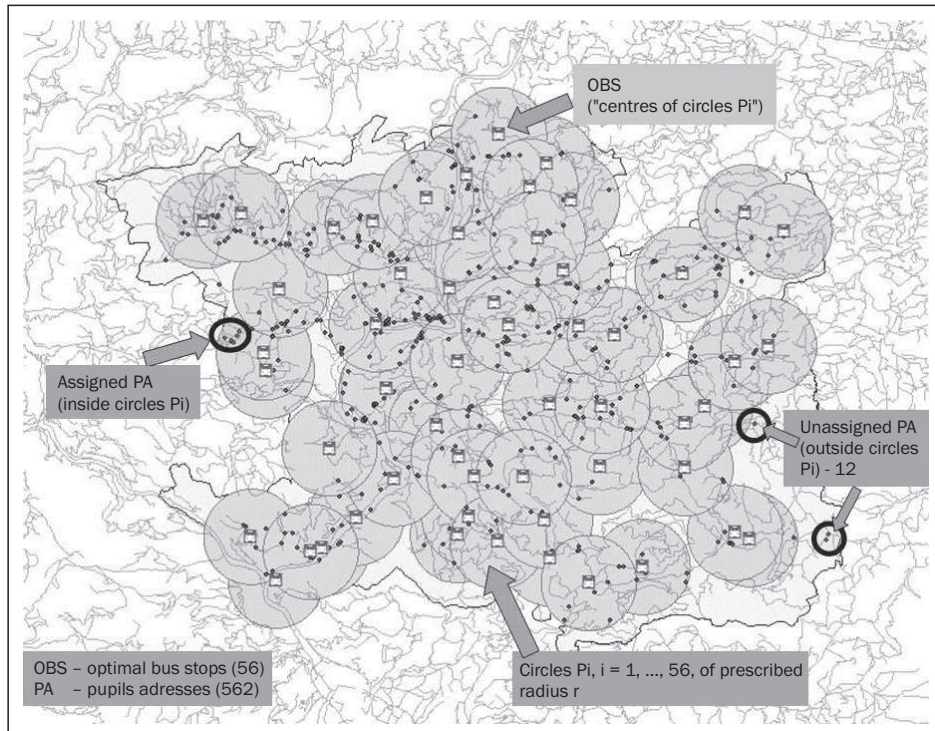 OBS
("centres of circles Pi")
Assigned PA
(inside circles Pi)
Unassigned PA
(outside circles
Pi) - 12
OBS – optimal bus stops (56)
PA – pupils adresses (562)
Circles Pi, i = 1, ..., 56, of prescribed
radius r